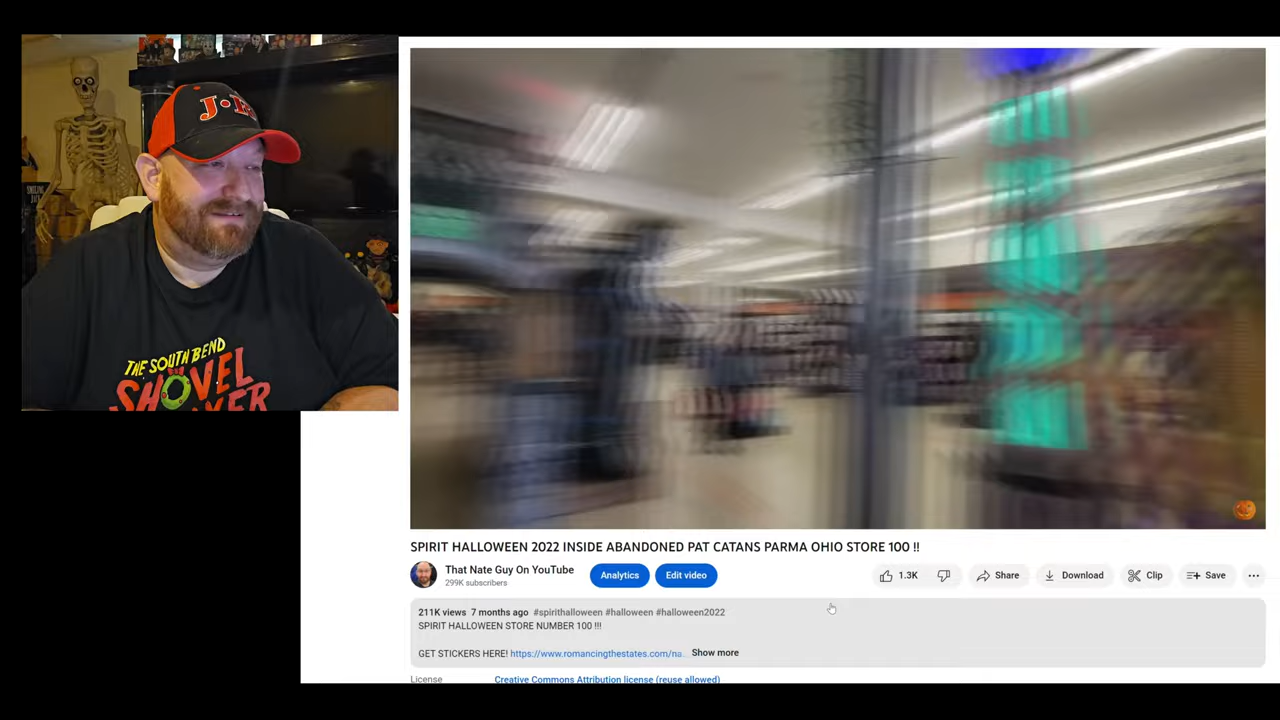 THE SOUTH BEND
SPIRIT HALLOWEEN 2022 INSIDE ABANDONED PAT CATANS PARMA OHIO STORE 100 !!
That Nate Guy On YouTube
299K subscribers
Analytics
Edit video
1.3K
Share
Download
Clip
Save
211K views 7 months ago #spirithalloween #halloween #halloween2022
SPIRIT HALLOWEEN STORE NUMBER 100 !!!
GET STICKERS HERE! https://www.romancingthestates.com/na... Show more
License
Creative Commons Attribution license (reuse allowed)